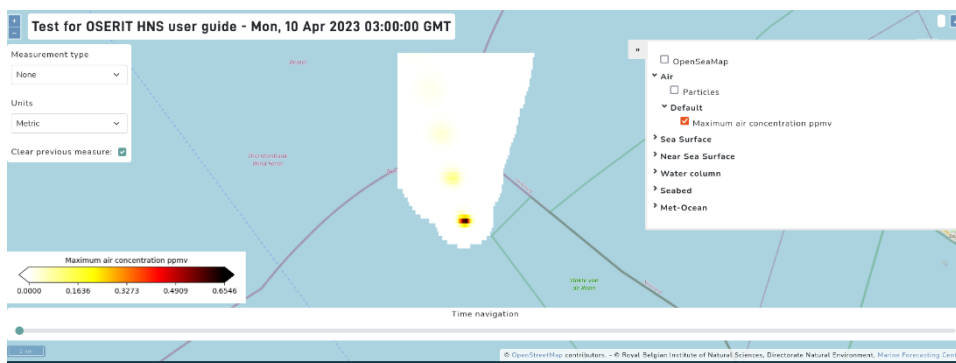 +
−
Test for OSERIT HNS user guide - Mon, 10 Apr 2023 03:00:00 GMT
Measurement type
None
Units
Metric
Clear previous measure:
»
OpenSeaMap
Air
Particles
Default
Maximum air concentration ppmv
Sea Surface
Near Sea Surface
Water column
Seabed
Met-Ocean
Maximum air concentration ppmv
0.0000 0.1636 0.3273 0.4909 0.6546
Time navigation
© OpenStreetMap contributors. - © Royal Belgian Institute of Natural Sciences, Directorate Natural Environment, Marine Forecasting Cent